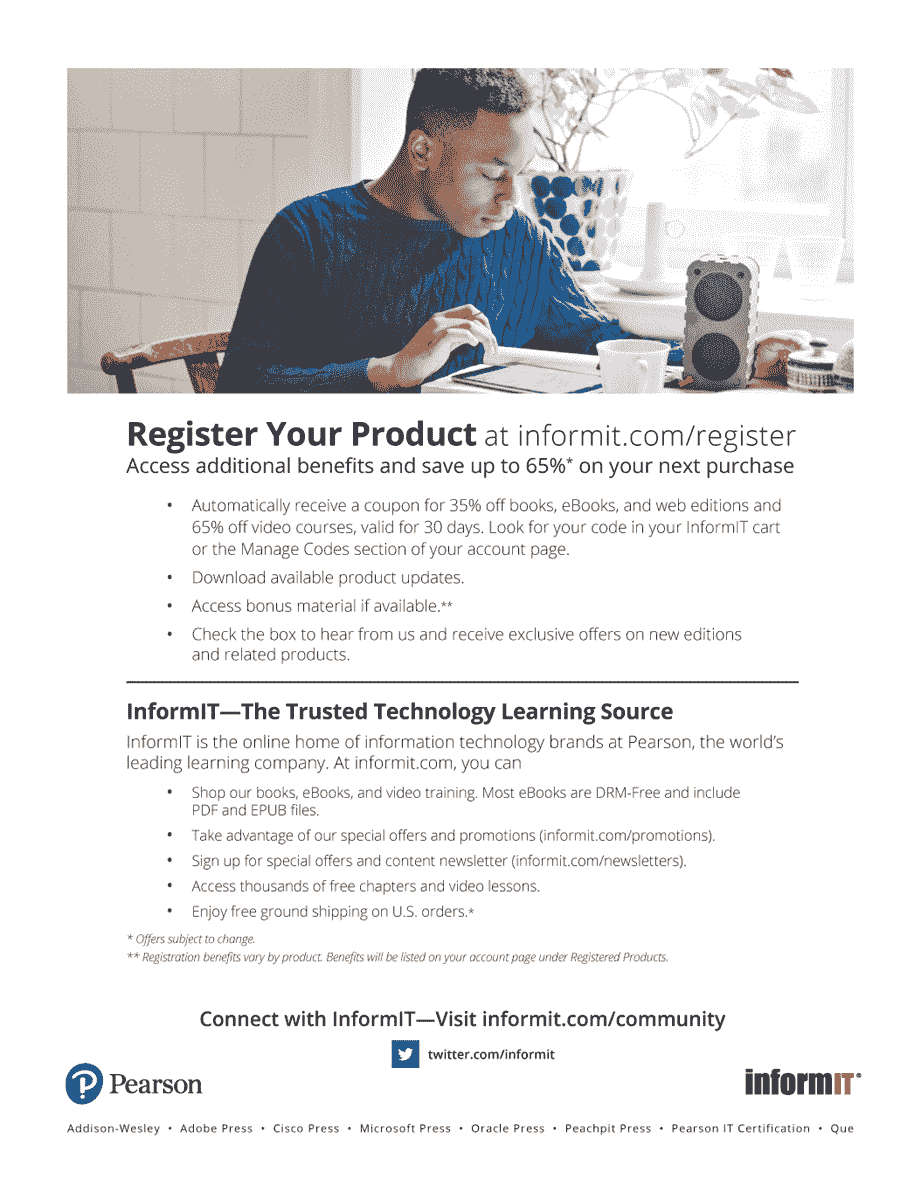 Register Your Product at informit.com/register
Access additional benefits and save up to 65%* on your next purchase
• Automatically receive a coupon for 35% off books, eBooks, and web editions and
65% off video courses, valid for 30 days. Look for your code in your InformIT cart
or the Manage Codes section of your account page.
• Download available product updates.
• Access bonus material if available.**
• Check the box to hear from us and receive exclusive offers on new editions
and related products.
InformIT—The Trusted Technology Learning Source
InformIT is the online home of information technology brands at Pearson, the world’s
leading learning company. At informit.com, you can
• Shop our books, eBooks, and video training. Most eBooks are DRM-Free and include
PDF and EPUB files.
• Take advantage of our special offers and promotions (informit.com/promotions).
• Sign up for special offers and content newsletter (informit.com/newsletters).
• Access thousands of free chapters and video lessons.
• Enjoy free ground shipping on U.S. orders.*
* Offers subject to change.
** Registration benefits vary by product. Benefits will be listed on your account page under Registered Products.
Connect with InformIT—Visit informit.com/community
twitter.com/informit
P Pearson
informIT®
Addison-Wesley • Adobe Press • Cisco Press • Microsoft Press • Oracle Press • Peachpit Press • Pearson IT Certification • Que